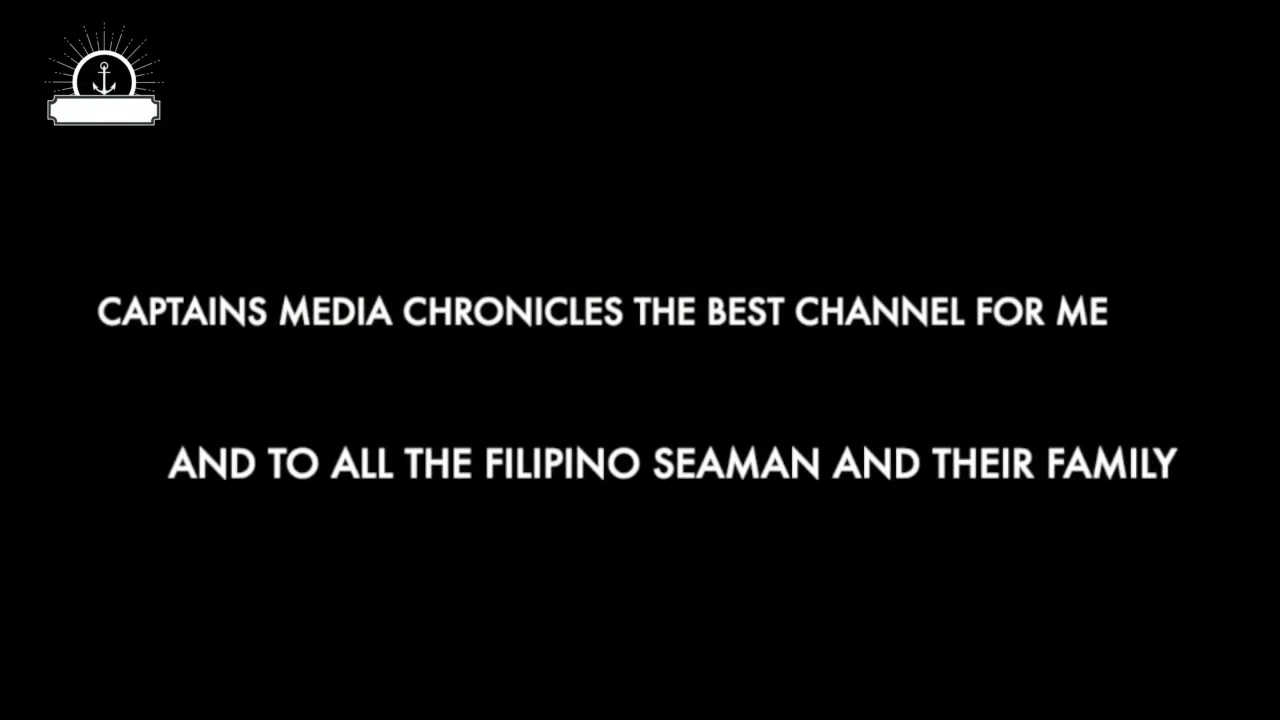 CAPTAINS MEDIA CHRONICLES THE BEST CHANNEL FOR ME
AND TO ALL THE FILIPINO SEAMAN AND THEIR FAMILY